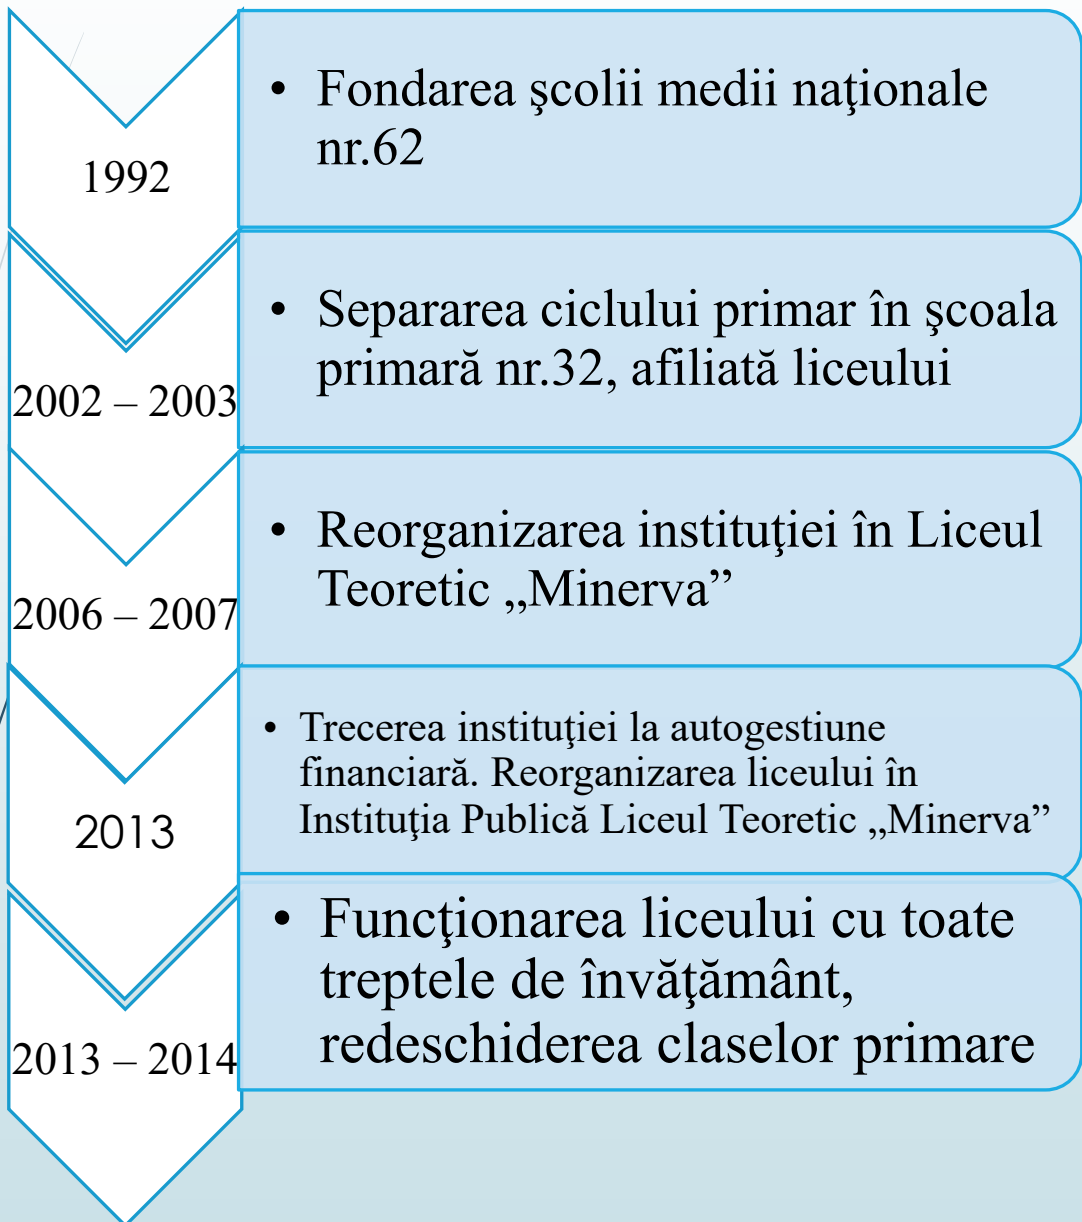 1992
• Fondarea şcolii medii naţionale
nr.62
2002 – 2003
• Separarea ciclului primar în şcoala
primară nr.32, afiliată liceului
2006 – 2007
• Reorganizarea instituţiei în Liceul
Teoretic „Minerva”
2013
• Trecerea instituţiei la autogestiune
financiară. Reorganizarea liceului în
Instituţia Publică Liceul Teoretic „Minerva”
2013 – 2014
• Funcţionarea liceului cu toate
treptele de învăţământ,
redeschiderea claselor primare